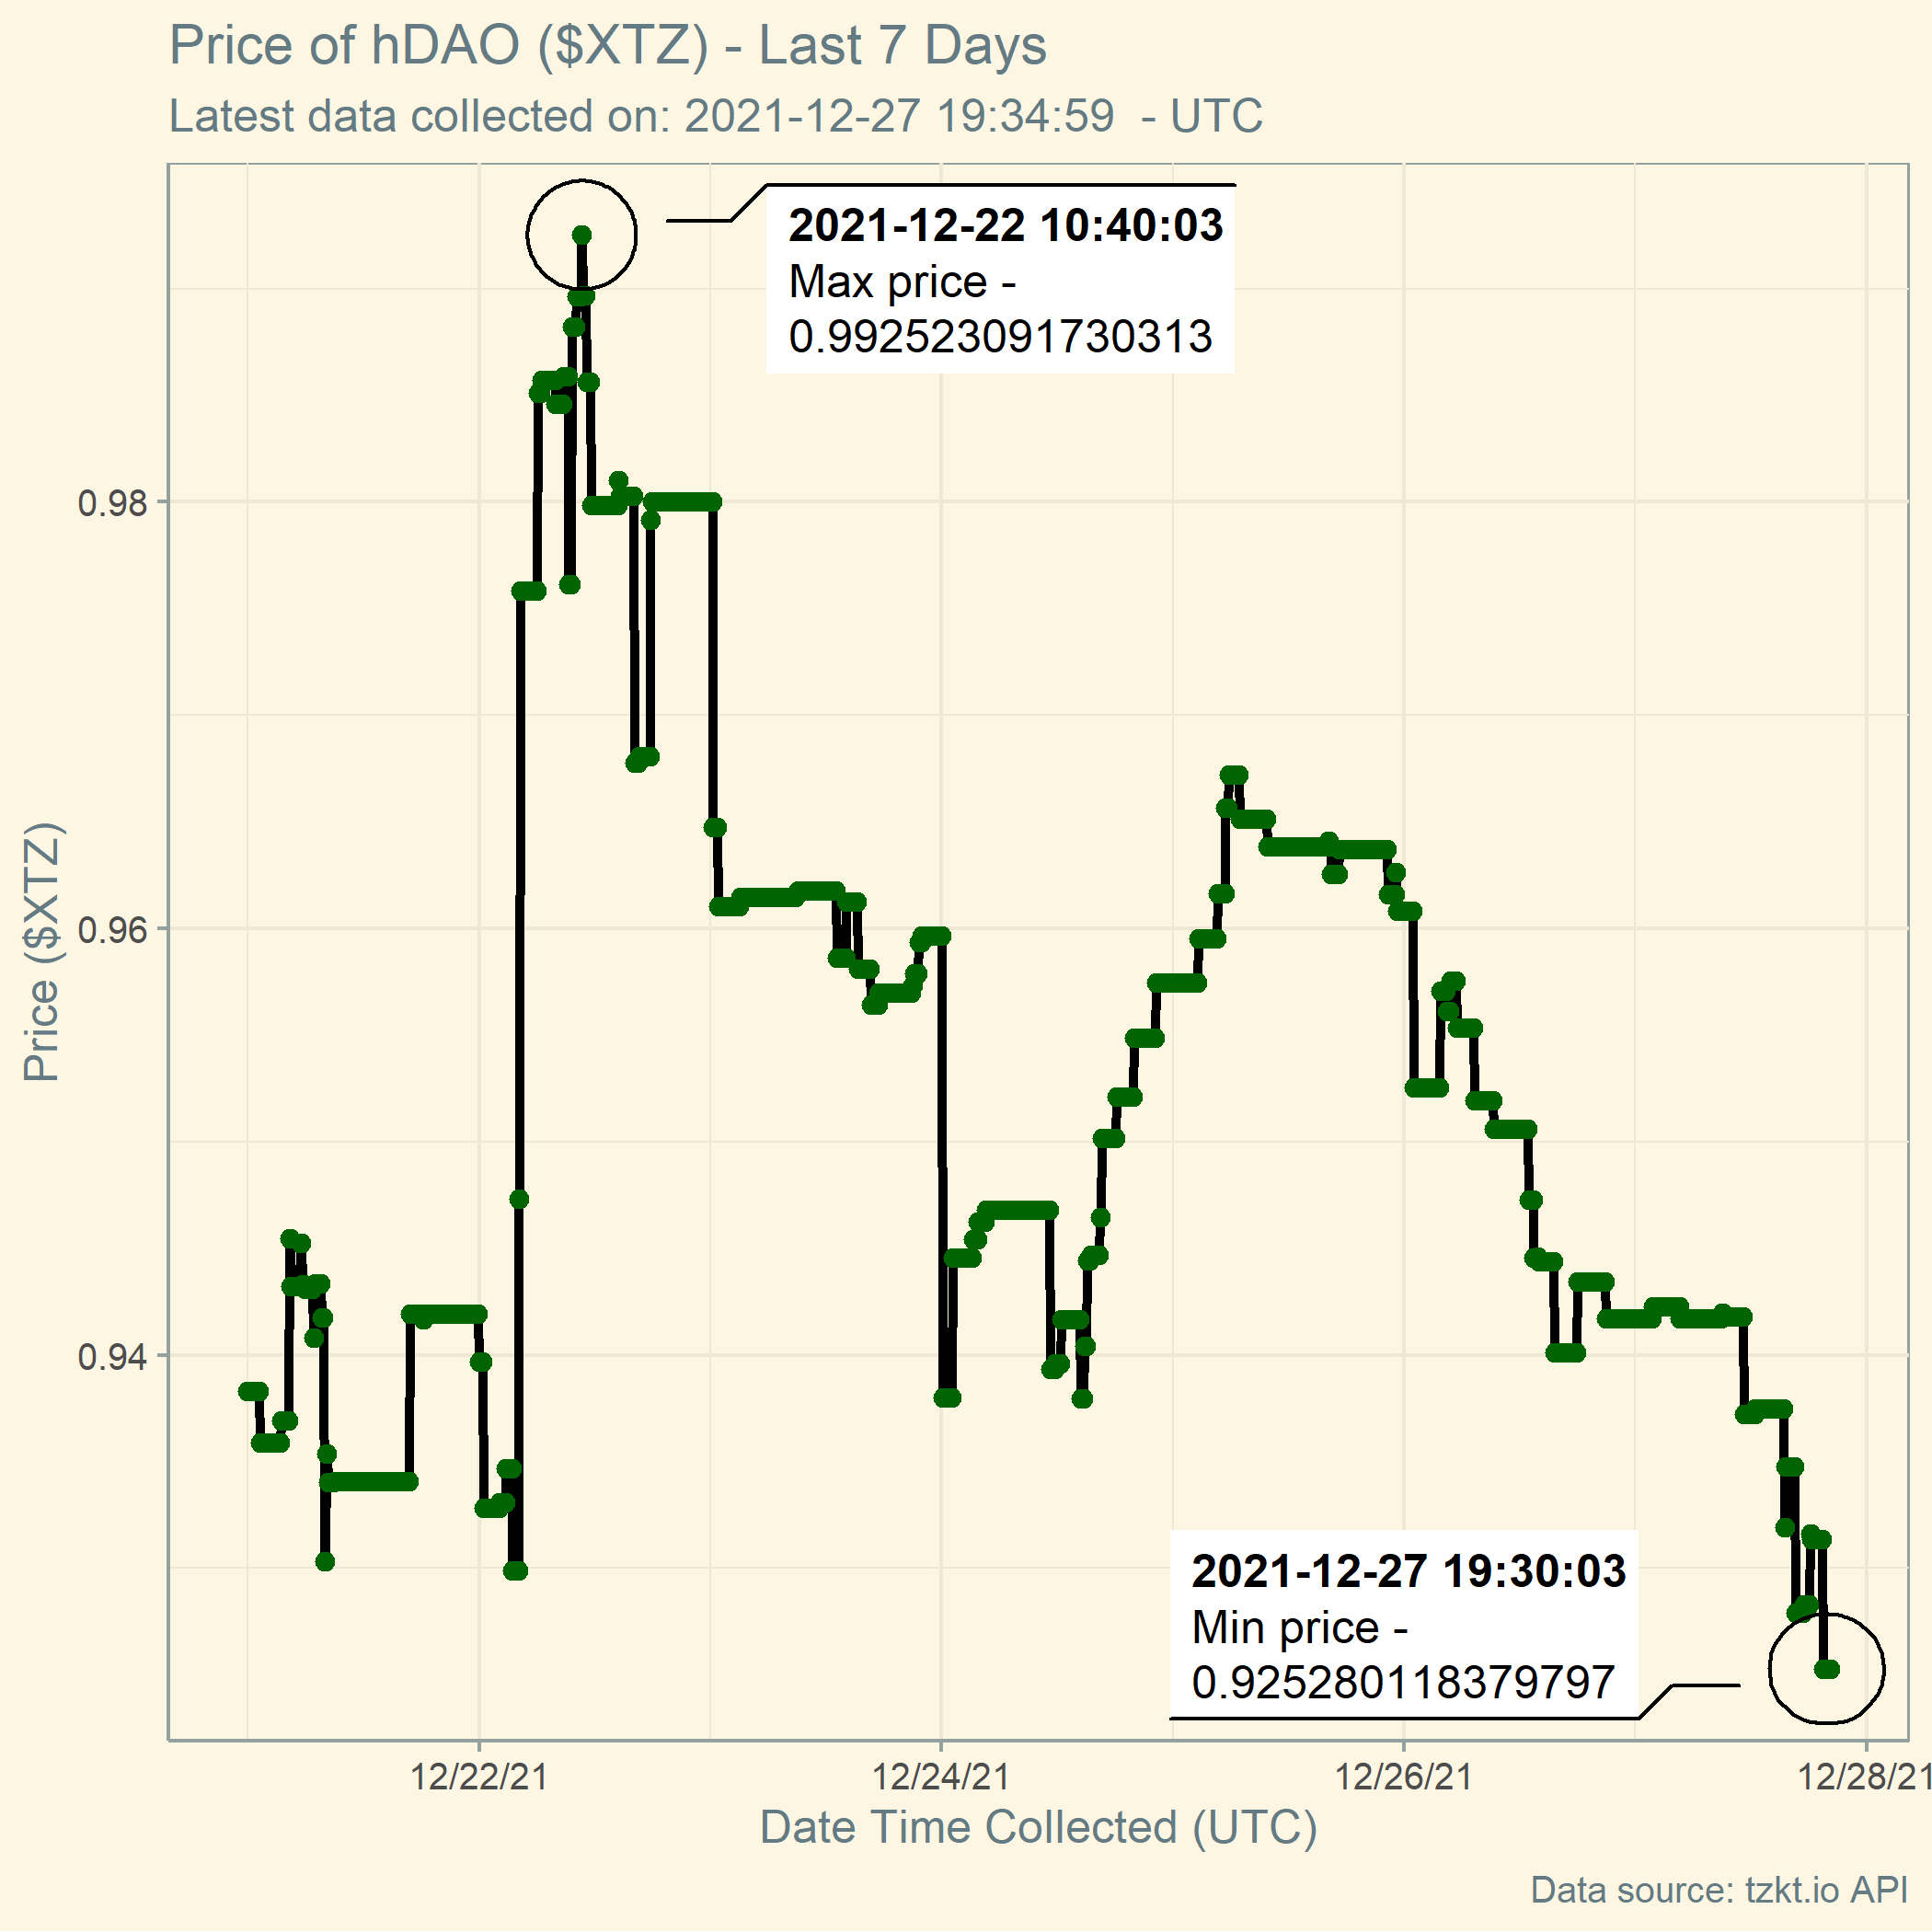 Price of hDAO ($XTZ) - Last 7 Days
Latest data collected on: 2021-12-27 19:34:59  - UTC
2021-12-22 10:40:03
Max price -
0.992523091730313
0.98
0.96
0.94
Price ($XTZ)
2021-12-27 19:30:03
Min price -
0.925280118379797
12/22/21
12/24/21
12/26/21
12/28/21
Date Time Collected (UTC)
Data source: tzkt.io API